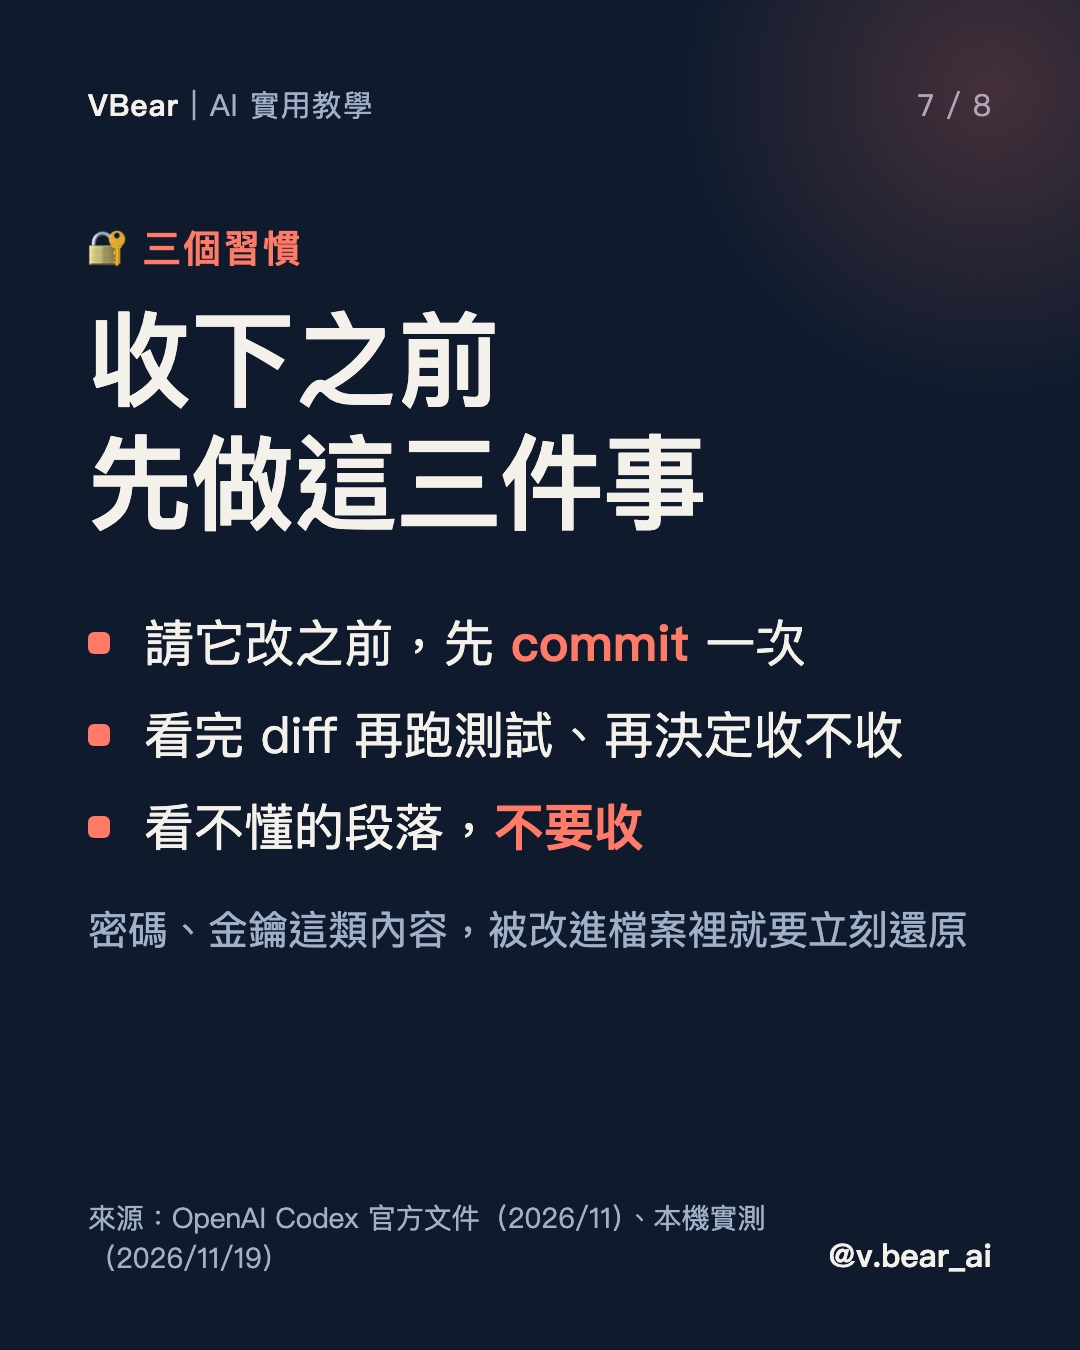 VBear | AI 實用教學
7 / 8
🔐 三個習慣
收下之前
先做這三件事
請它改之前，先 commit 一次
看完 diff 再跑測試、再決定收不收
看不懂的段落，不要收
密碼、金鑰這類內容，被改進檔案裡就要立刻還原
來源：OpenAI Codex 官方文件（2026/11）、本機實測
（2026/11/19）
@v.bear_ai